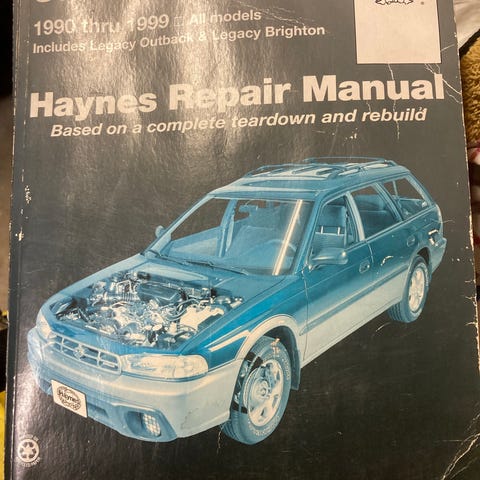 1990 thru 1999 □ All models
Includes Legacy Outback & Legacy Brighton
Haynes Repair Manual
Based on a complete teardown and rebuild
Haynes